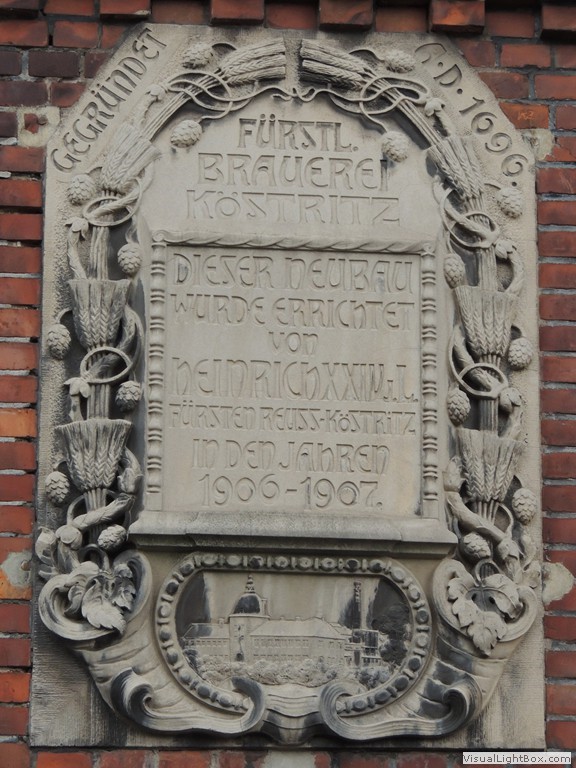 GEGRÜNDET
A·D·1696
FÜRSTL.
BRAUEREI
KÖSTRITZ
DIESER NEUBAU
WURDE ERRICHTET
VON
HEINRICH XXIV. J. L.
FÜRSTEN REUSS-KÖSTRITZ
IN DEN JAHREN
1906-1907.
VisualLightBox.com